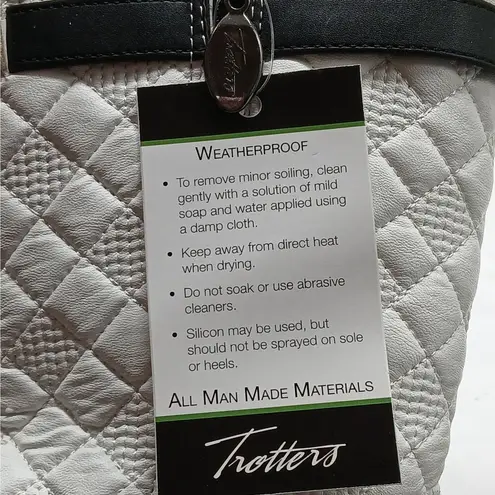 Trotters
WEATHERPROOF
• To remove minor soiling, clean
gently with a solution of mild
soap and water applied using
a damp cloth.
• Keep away from direct heat
when drying.
• Do not soak or use abrasive
cleaners.
• Silicon may be used, but
should not be sprayed on sole
or heels.
ALL MAN MADE MATERIALS
Trotters